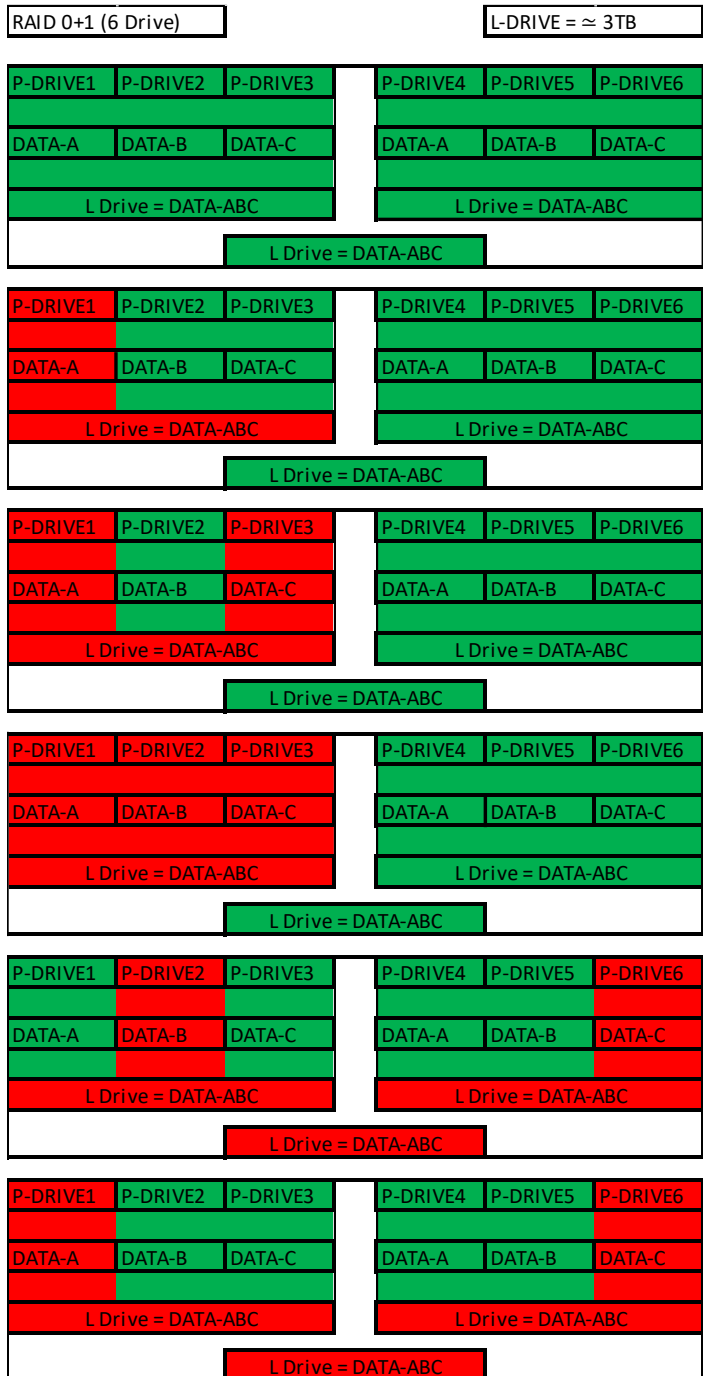 RAID 0+1 (6 Drive) L-DRIVE = ≃ 3TB
P-DRIVE1 P-DRIVE2 P-DRIVE3 P-DRIVE4 P-DRIVE5 P-DRIVE6
DATA-A DATA-B DATA-C DATA-A DATA-B DATA-C
L Drive = DATA-ABC L Drive = DATA-ABC
L Drive = DATA-ABC
P-DRIVE1 P-DRIVE2 P-DRIVE3 P-DRIVE4 P-DRIVE5 P-DRIVE6
DATA-A DATA-B DATA-C DATA-A DATA-B DATA-C
L Drive = DATA-ABC L Drive = DATA-ABC
L Drive = DATA-ABC
P-DRIVE1 P-DRIVE2 P-DRIVE3 P-DRIVE4 P-DRIVE5 P-DRIVE6
DATA-A DATA-B DATA-C DATA-A DATA-B DATA-C
L Drive = DATA-ABC L Drive = DATA-ABC
L Drive = DATA-ABC
P-DRIVE1 P-DRIVE2 P-DRIVE3 P-DRIVE4 P-DRIVE5 P-DRIVE6
DATA-A DATA-B DATA-C DATA-A DATA-B DATA-C
L Drive = DATA-ABC L Drive = DATA-ABC
L Drive = DATA-ABC
P-DRIVE1 P-DRIVE2 P-DRIVE3 P-DRIVE4 P-DRIVE5 P-DRIVE6
DATA-A DATA-B DATA-C DATA-A DATA-B DATA-C
L Drive = DATA-ABC L Drive = DATA-ABC
L Drive = DATA-ABC
P-DRIVE1 P-DRIVE2 P-DRIVE3 P-DRIVE4 P-DRIVE5 P-DRIVE6
DATA-A DATA-B DATA-C DATA-A DATA-B DATA-C
L Drive = DATA-ABC L Drive = DATA-ABC
L Drive = DATA-ABC